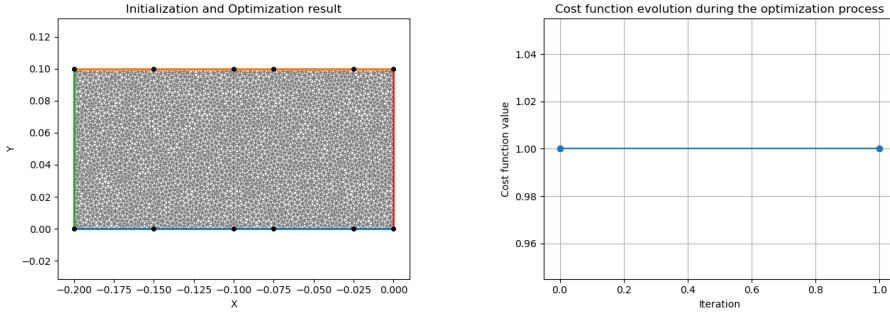 Initialization and Optimization result
0.12
0.10
0.08
0.06
0.04
0.02
0.00
−0.02
Y
−0.200 −0.175 −0.150 −0.125 −0.100 −0.075 −0.050 −0.025 0.000
X
Cost function evolution during the optimization process
1.04
1.02
1.00
0.98
0.96
Cost function value
0.0 0.2 0.4 0.6 0.8 1.0
Iteration